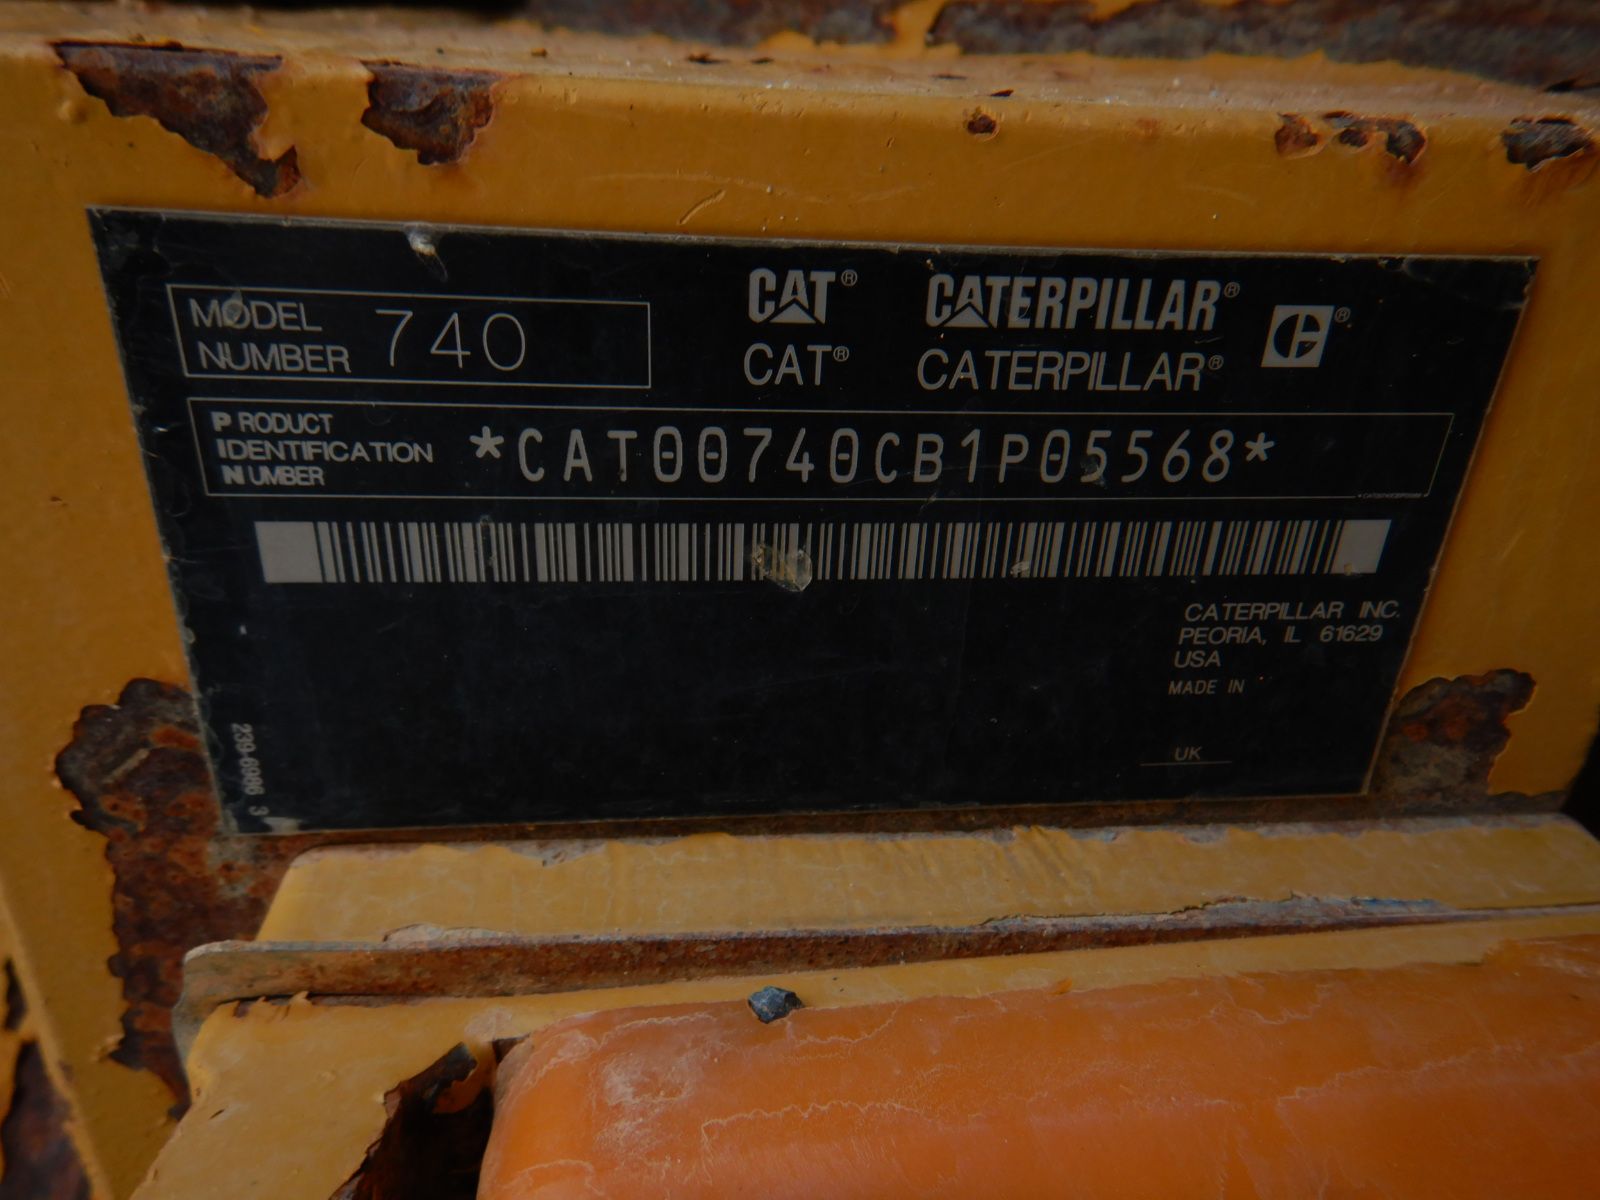 MODEL
NUMBER 740
CAT® CATERPILLAR®
CAT® CATERPILLAR®
PRODUCT
IDENTIFICATION
NUMBER
*CAT00740CB1P05568*
CATERPILLAR INC.
PEORIA, IL 61629
USA
MADE IN
UK
239-6986 3